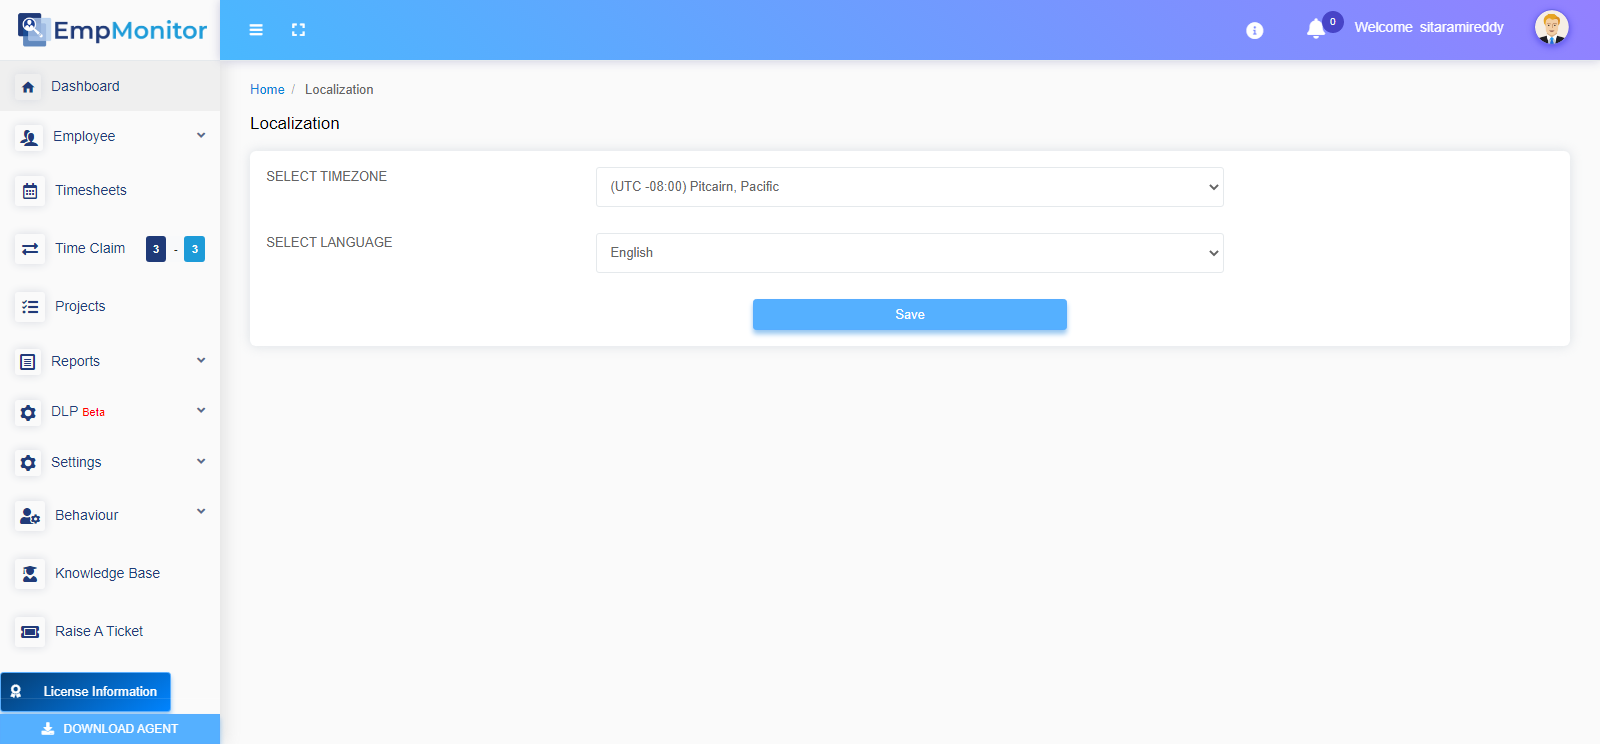 EmpMonitor
0
Welcome sitaramireddy
Dashboard
Employee
Timesheets
Time Claim 3 - 3
Projects
Reports
DLP Beta
Settings
Behaviour
Knowledge Base
Raise A Ticket
License Information
DOWNLOAD AGENT
Home / Localization
Localization
SELECT TIMEZONE
(UTC -08:00) Pitcairn, Pacific
SELECT LANGUAGE
English
Save